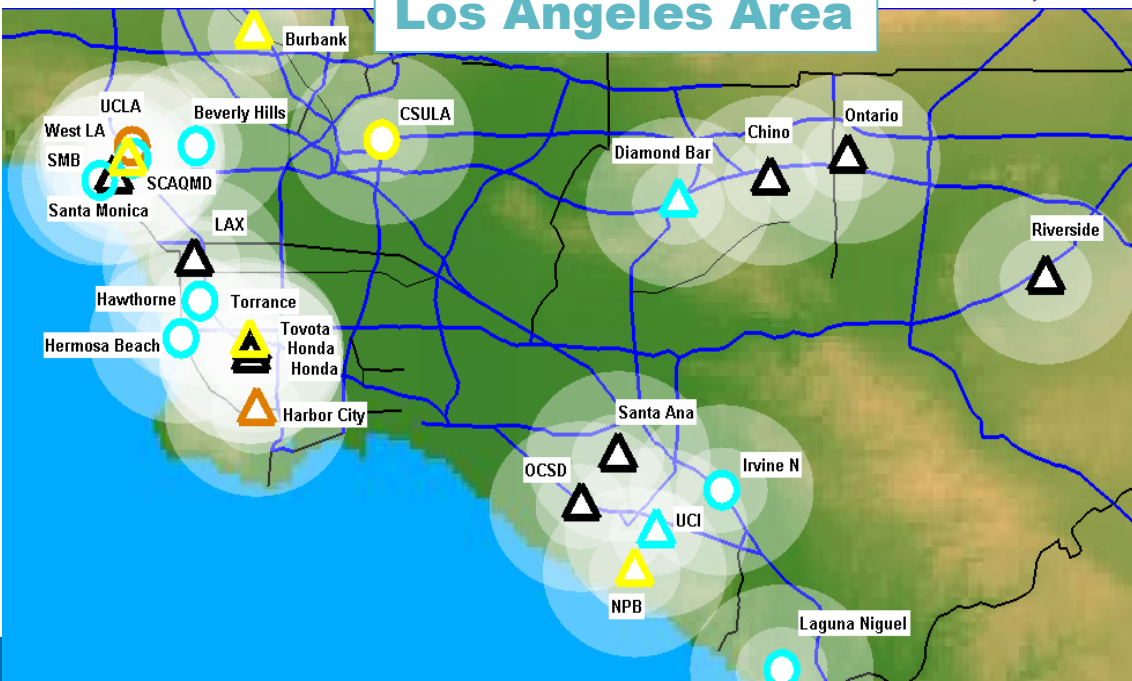 Los Angeles Area
Burbank
UCLA
Beverly Hills
CSULA
West LA
Chino
Ontario
SMB
Diamond Bar
SCAQMD
Santa Monica
LAX
Riverside
Hawthorne
Torrance
Tovota
Hermosa Beach
Honda
Honda
Harbor City
Santa Ana
OCSD
Irvine N
UCI
NPB
Laguna Niguel